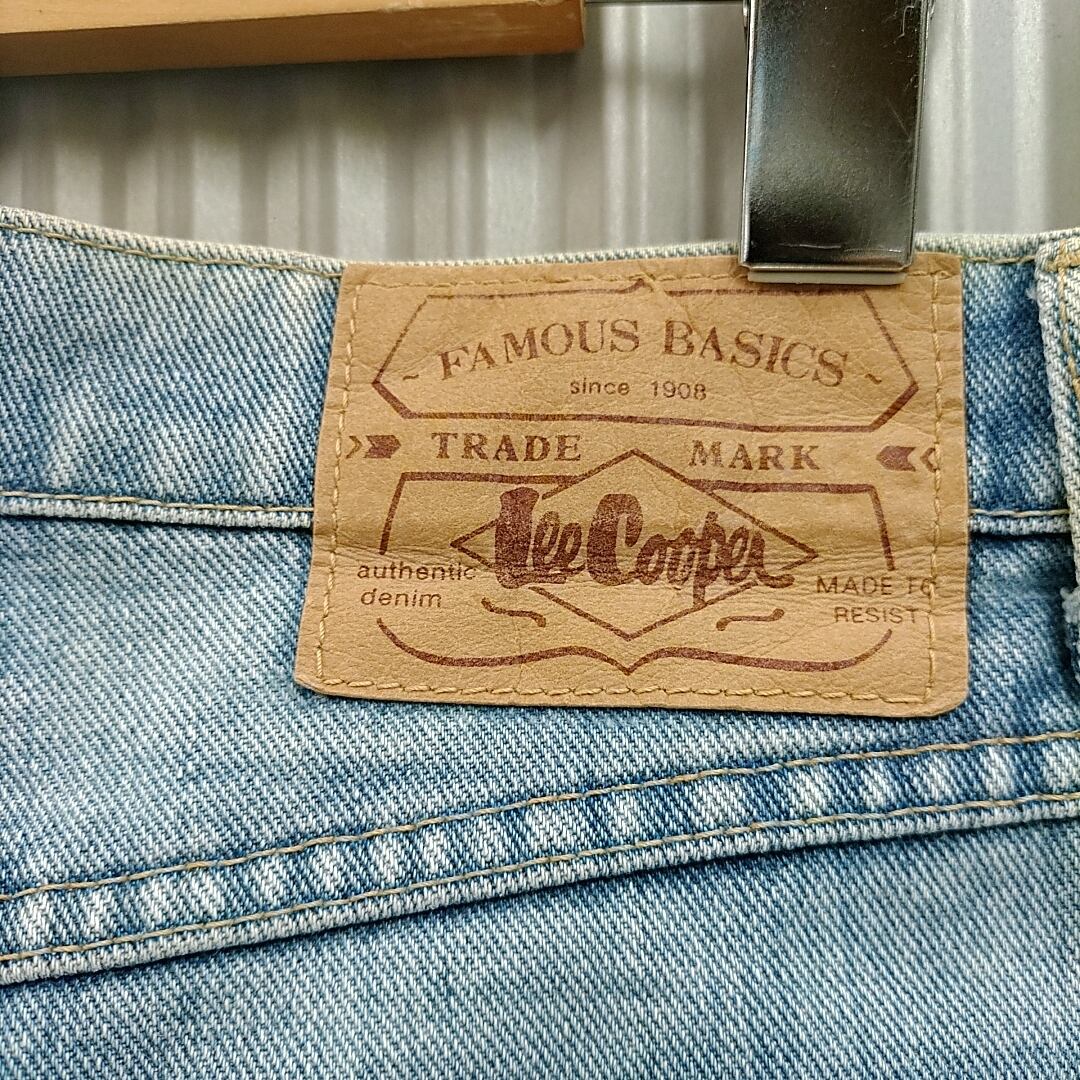 ~ FAMOUS BASICS ~
since 1908
TRADE MARK
Lee Cooper
authentic
denim
MADE TO
RESIST